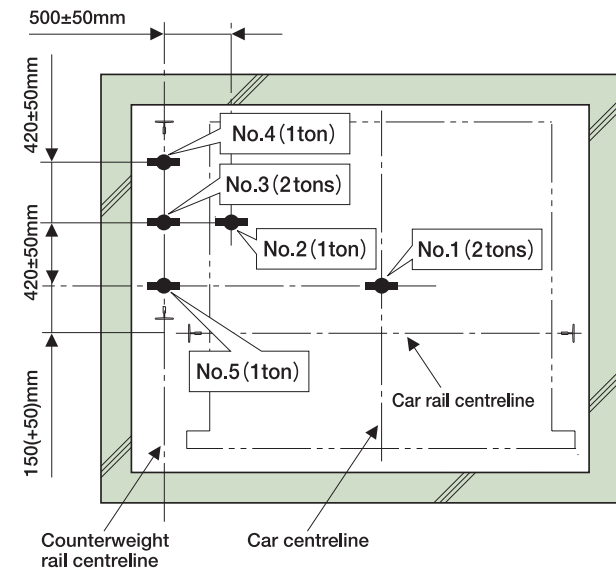 500±50mm
420±50mm
420±50mm
150(+50)mm
No.4(1ton)
No.3(2tons)
No.2(1ton)
No.1(2tons)
No.5(1ton)
Car rail centreline
Counterweight
rail centreline
Car centreline